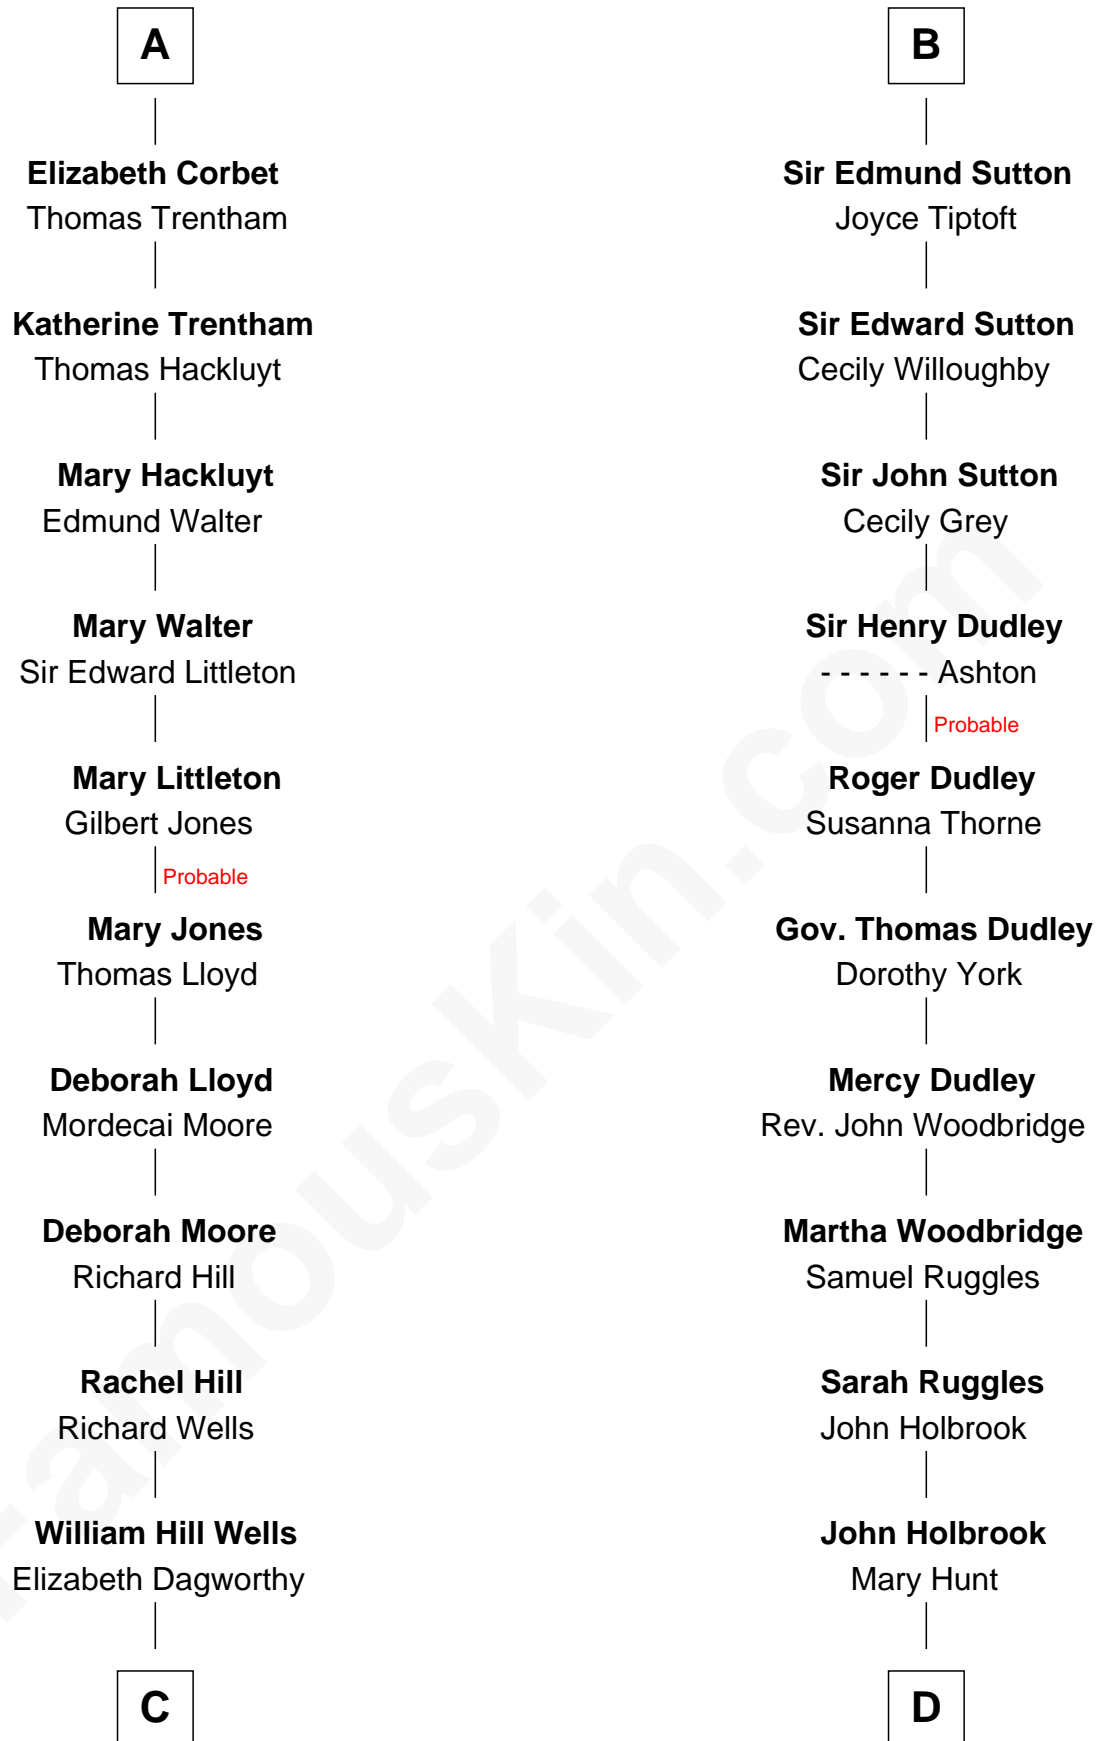 A
Elizabeth Corbet
Thomas Trentham
Katherine Trentham
Thomas Hackluyt
Mary Hackluyt
Edmund Walter
Mary Walter
Sir Edward Littleton
Mary Littleton
Gilbert Jones
Probable
Mary Jones
Thomas Lloyd
Deborah Lloyd
Mordecai Moore
Deborah Moore
Richard Hill
Rachel Hill
Richard Wells
William Hill Wells
Elizabeth Dagworthy
C
B
Sir Edmund Sutton
Joyce Tiptoft
Sir Edward Sutton
Cecily Willoughby
Sir John Sutton
Cecily Grey
Sir Henry Dudley
- - - - - - Ashton
Probable
Roger Dudley
Susanna Thorne
Gov. Thomas Dudley
Dorothy York
Mercy Dudley
Rev. John Woodbridge
Martha Woodbridge
Samuel Ruggles
Sarah Ruggles
John Holbrook
John Holbrook
Mary Hunt
D
FamousKin.com